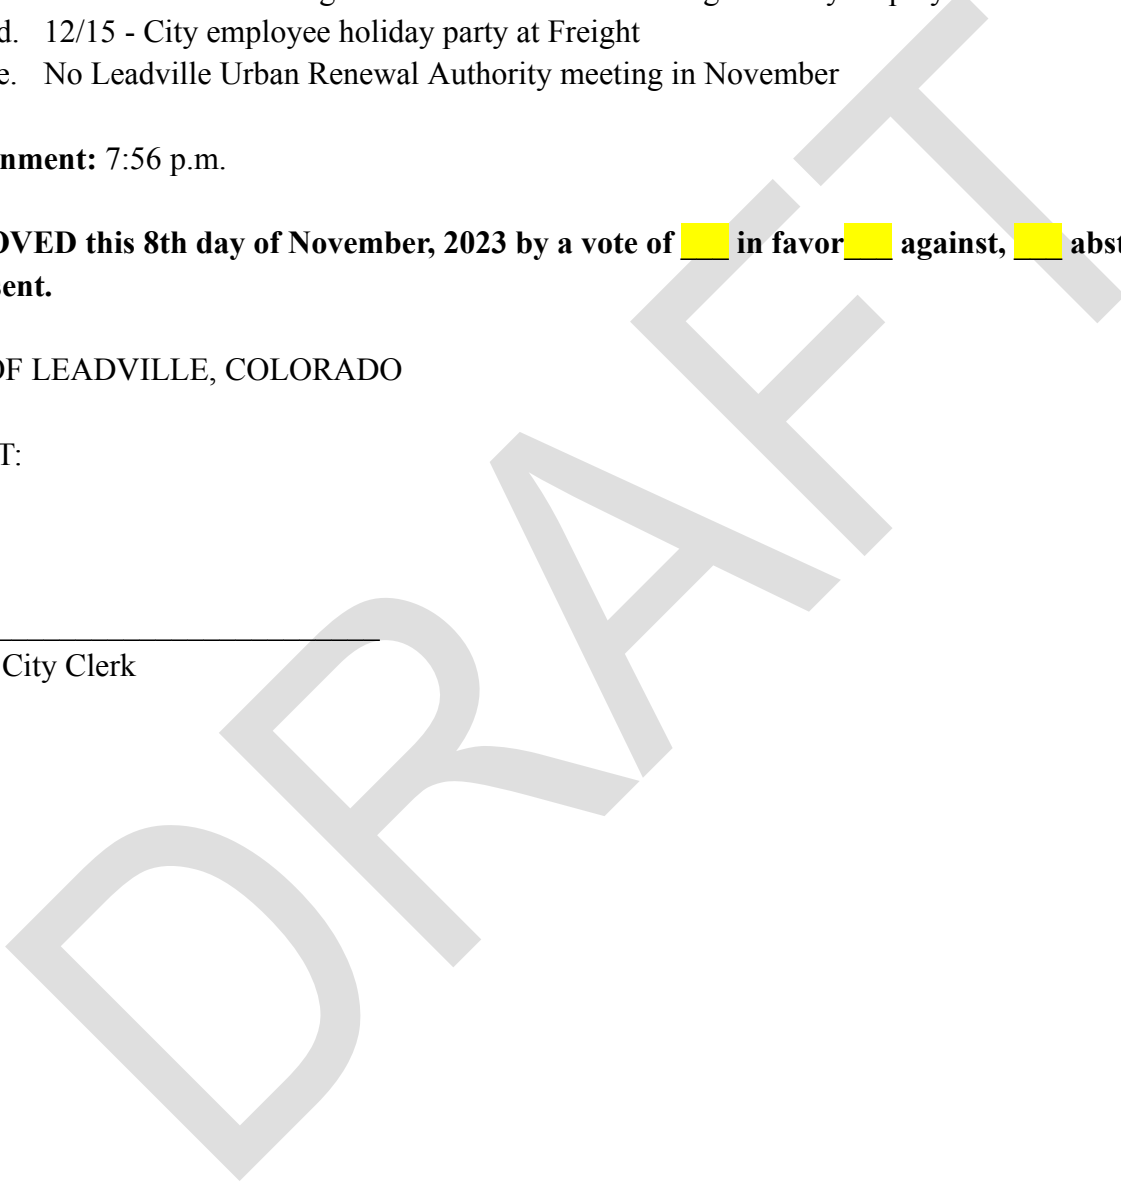 d. 12/15 - City employee holiday party at Freight
e. No Leadville Urban Renewal Authority meeting in November
nment: 7:56 p.m.
OVED this 8th day of November, 2023 by a vote of ___ in favor___ against, ___ abst
sent.
OF LEADVILLE, COLORADO
T:
City Clerk
DRAFT